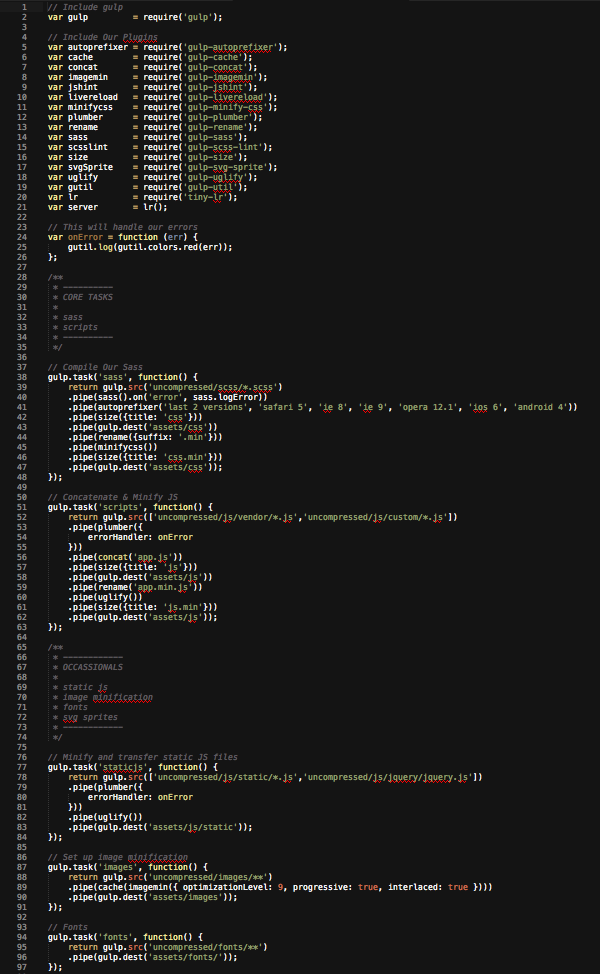 1 // Include gulp
2 var gulp         = require('gulp');
3
4 // Include Our Plugins
5 var autoprefixer = require('gulp-autoprefixer');
6 var cache        = require('gulp-cache');
7 var concat       = require('gulp-concat');
8 var imagemin     = require('gulp-imagemin');
9 var jshint       = require('gulp-jshint');
10 var livereload   = require('gulp-livereload');
11 var minifycss    = require('gulp-minify-css');
12 var plumber      = require('gulp-plumber');
13 var rename       = require('gulp-rename');
14 var sass         = require('gulp-sass');
15 var scsslint     = require('gulp-scss-lint');
16 var size         = require('gulp-size');
17 var svgSprite    = require('gulp-svg-sprite');
18 var uglify       = require('gulp-uglify');
19 var gutil        = require('gulp-util');
20 var lr           = require('tiny-lr');
21 var server       = lr();
22
23 // This will handle our errors
24 var onError = function (err) {
25     gutil.log(gutil.colors.red(err));
26 };
27
28 /**
29  * ----------
30  * CORE TASKS
31  *
32  * sass
33  * scripts
34  * ----------
35  */
36
37 // Compile Our Sass
38 gulp.task('sass', function() {
39     return gulp.src('uncompressed/scss/*.scss')
40     .pipe(sass().on('error', sass.logError))
41     .pipe(autoprefixer('last 2 versions', 'safari 5', 'ie 8', 'ie 9', 'opera 12.1', 'ios 6', 'android 4'))
42     .pipe(size({title: 'css'}))
43     .pipe(gulp.dest('assets/css'))
44     .pipe(rename({suffix: '.min'}))
45     .pipe(minifycss())
46     .pipe(size({title: 'css.min'}))
47     .pipe(gulp.dest('assets/css'));
48 });
49
50 // Concatenate & Minify JS
51 gulp.task('scripts', function() {
52     return gulp.src(['uncompressed/js/vendor/*.js','uncompressed/js/custom/*.js'])
53     .pipe(plumber({
54         errorHandler: onError
55     }))
56     .pipe(concat('app.js'))
57     .pipe(size({title: 'js'}))
58     .pipe(gulp.dest('assets/js'))
59     .pipe(rename('app.min.js'))
60     .pipe(uglify())
61     .pipe(size({title: 'js.min'}))
62     .pipe(gulp.dest('assets/js'));
63 });
64
65 /**
66  * ------------
67  * OCCASSIONALS
68  *
69  * static js
70  * image minification
71  * fonts
72  * svg sprites
73  * ------------
74  */
75
76 // Minify and transfer static JS files
77 gulp.task('staticjs', function() {
78     return gulp.src(['uncompressed/js/static/*.js','uncompressed/js/jquery/jquery.js'])
79     .pipe(plumber({
80         errorHandler: onError
81     }))
82     .pipe(uglify())
83     .pipe(gulp.dest('assets/js/static'));
84 });
85
86 // Set up image minification
87 gulp.task('images', function() {
88     return gulp.src('uncompressed/images/**')
89     .pipe(cache(imagemin({ optimizationLevel: 9, progressive: true, interlaced: true })))
90     .pipe(gulp.dest('assets/images'));
91 });
92
93 // Fonts
94 gulp.task('fonts', function() {
95     return gulp.src('uncompressed/fonts/**')
96     .pipe(gulp.dest('assets/fonts/'));
97 });